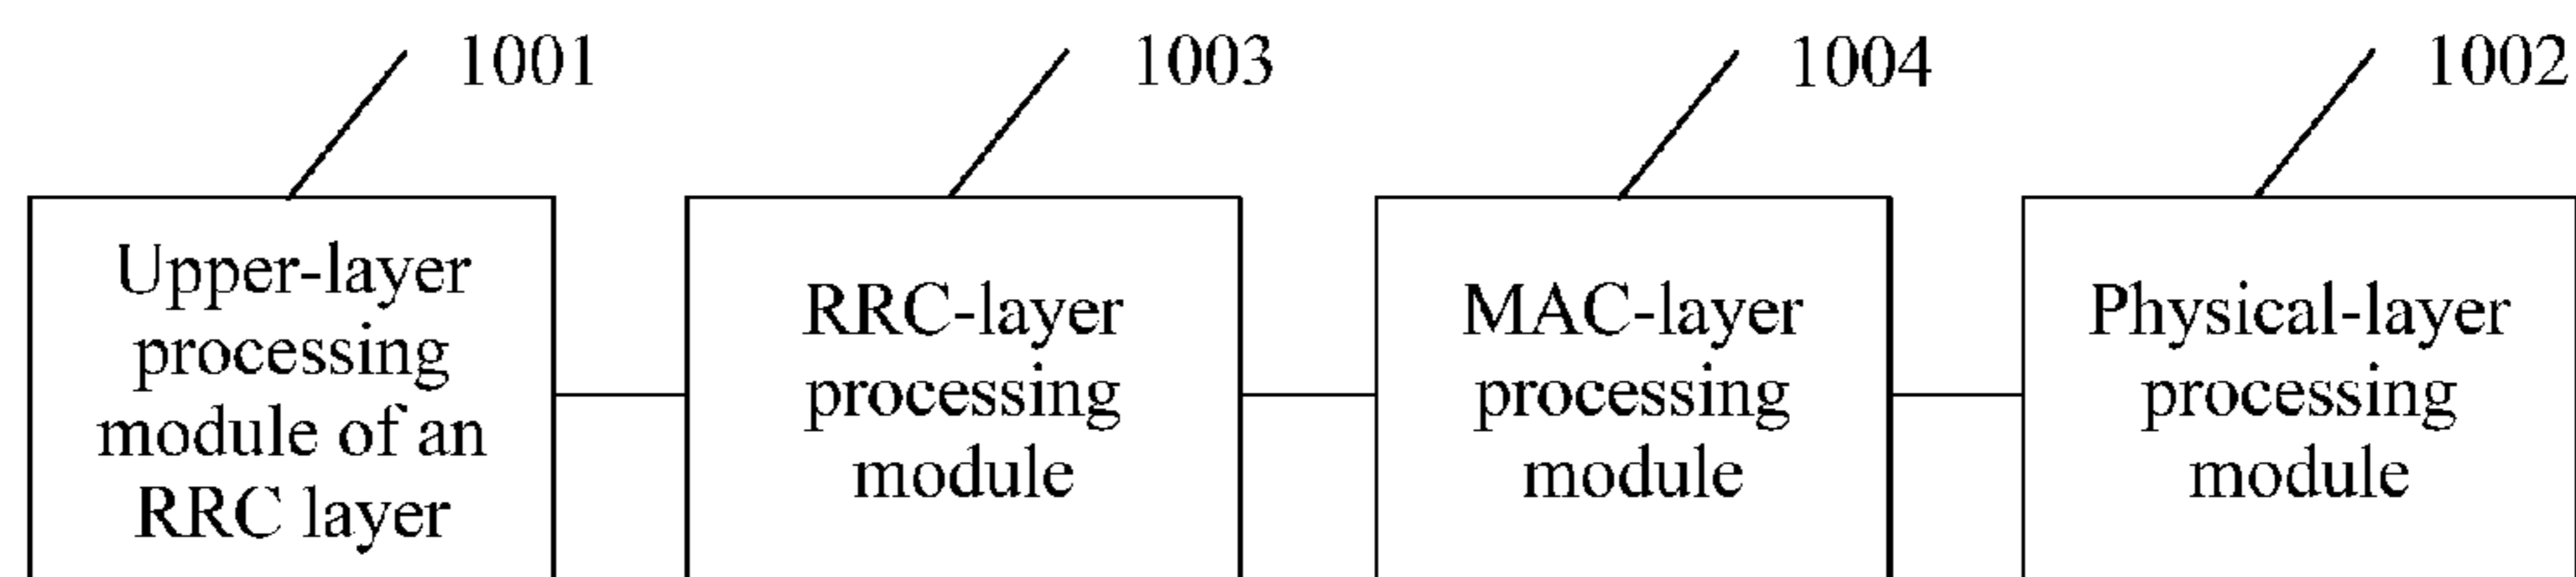 1001
1003
1004
1002
Upper-layer
processing
module of an
RRC layer
RRC-layer
processing
module
MAC-layer
processing
module
Physical-layer
processing
module